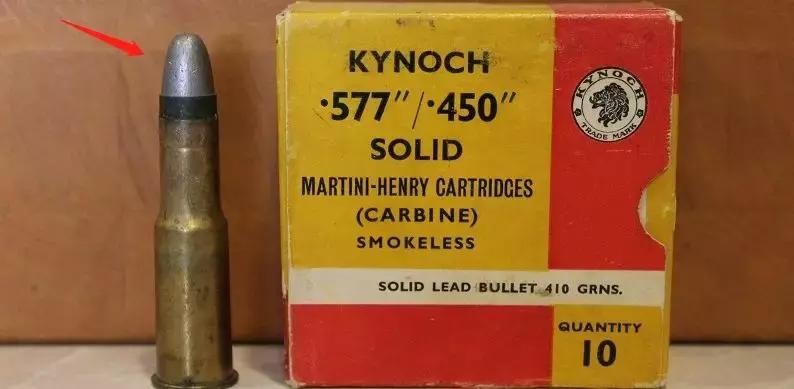 KYNOCH
·577"/·450"
SOLID
MARTINI-HENRY CARTRIDGES
(CARBINE)
SMOKELESS
KYNOCH
TRADE MARK
SOLID LEAD BULLET 410 GRNS.
QUANTITY
10